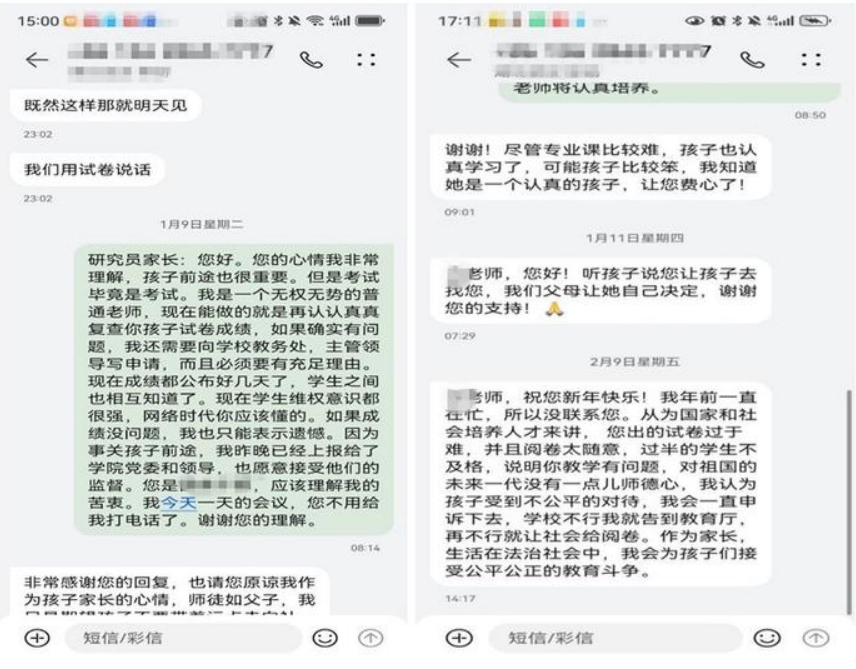 15:00
7
既然这样那就明天见
23:02
我们用试卷说话
23:02
1月9日星期二
研究员家长：您好。您的心情我非常
理解，孩子前途也很重要。但是考试
毕竟是考试。我是一个无权无势的普
通老师，现在能做的就是再认认真真
复查你孩子试卷成绩，如果确实有问
题，我还需要向学校教务处，主管领
导写申请，而且必须要有充足理由。
现在成绩都公布好几天了，学生之间
也相互知道了。现在学生维权意识都
很强，网络时代你应该懂的。如果成
绩没问题，我也只能表示遗憾。因为
事关孩子前途，我昨晚已经上报给了
学院党委和领导，也愿意接受他们的
监督。您是，应该理解我的
苦衷。我今天一天的会议，您不用给
我打电话了。谢谢您的理解。
08:14
非常感谢您的回复，也请您原谅我作
为孩子家长的心情，师徒如父子，我
短信/彩信
17:11
7
老师将认真培养。
08:50
谢谢！尽管专业课比较难，孩子也认
真学习了，可能孩子比较笨，我知道
她是一个认真的孩子，让您费心了！
09:01
1月11日星期四
老师，您好！听孩子说您让孩子去
找您，我们父母让她自己决定，谢谢
您的支持！🙏
07:29
2月9日星期五
老师，祝您新年快乐！我年前一直
在忙，所以没联系您。从为国家和社
会培养人才来讲，您出的试卷过于
难，并且阅卷太随意，过半的学生不
及格，说明你教学有问题，对祖国的
未来一代没有一点儿师德心，我认为
孩子受到不公平的对待，我会一直申
诉下去，学校不行我就告到教育厅，
再不行就让社会给阅卷。作为家长，
生活在法治社会中，我会为孩子们接
受公平公正的教育斗争。
14:17
短信/彩信